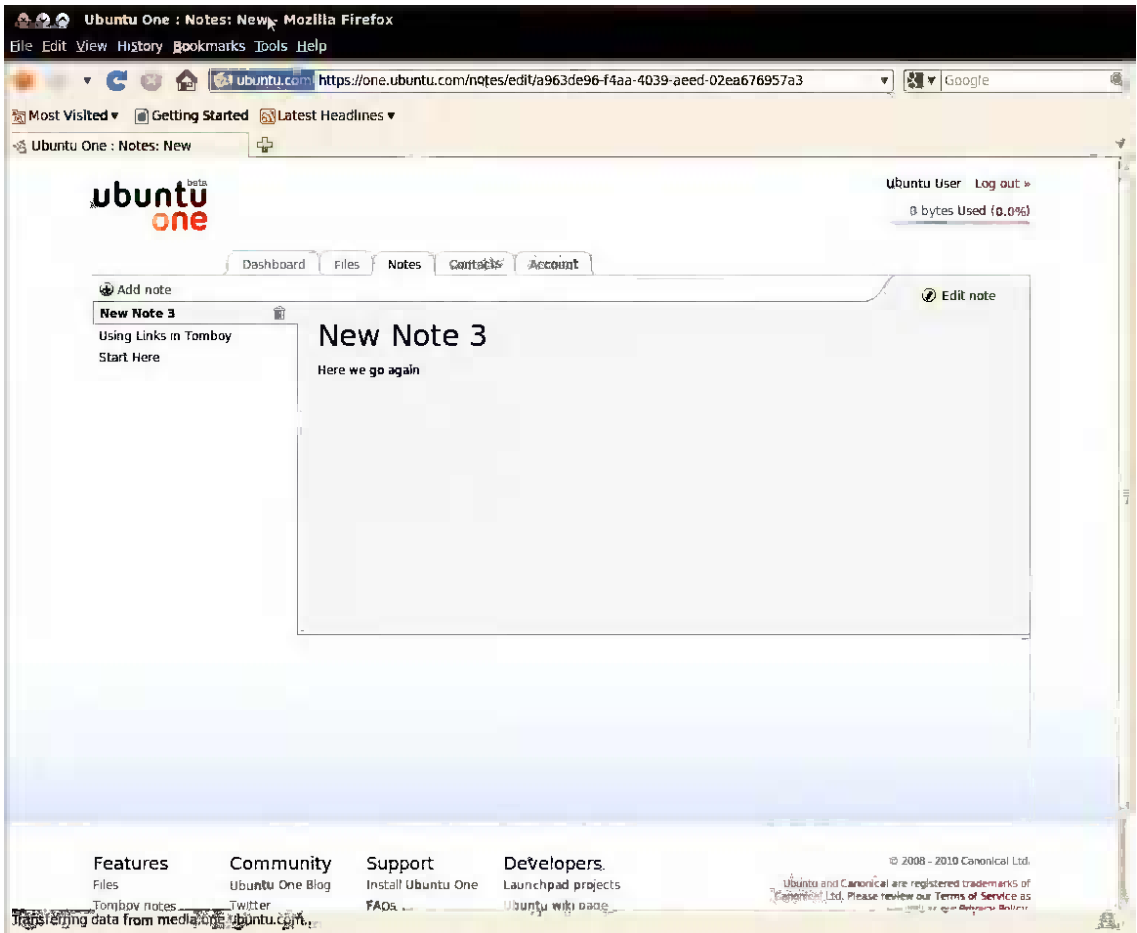 Ubuntu One : Notes: New - Mozilla Firefox
File Edit View History Bookmarks Tools Help
ubuntu.com https://one.ubuntu.com/notes/edit/a963de96-f4aa-4039-aeed-02ea676957a3 Google
Most Visited Getting Started Latest Headlines
Ubuntu One : Notes: New
ubuntu one beta
Ubuntu User Log out »
0 bytes Used (0.0%)
Dashboard Files Notes Contacts Account
Add note
Edit note
New Note 3
Using Links in Tomboy
Start Here
New Note 3
Here we go again
Features Community Support Developers
© 2008 - 2010 Canonical Ltd.
Files Ubuntu One Blog Install Ubuntu One Launchpad projects
Ubuntu and Canonical are registered trademarks of
Canonical Ltd. Please review our Terms of Service as
Tomboy notes Twitter FAQs Ubuntu wiki page
our Privacy Policy
Transferring data from media.one.ubuntu.com...